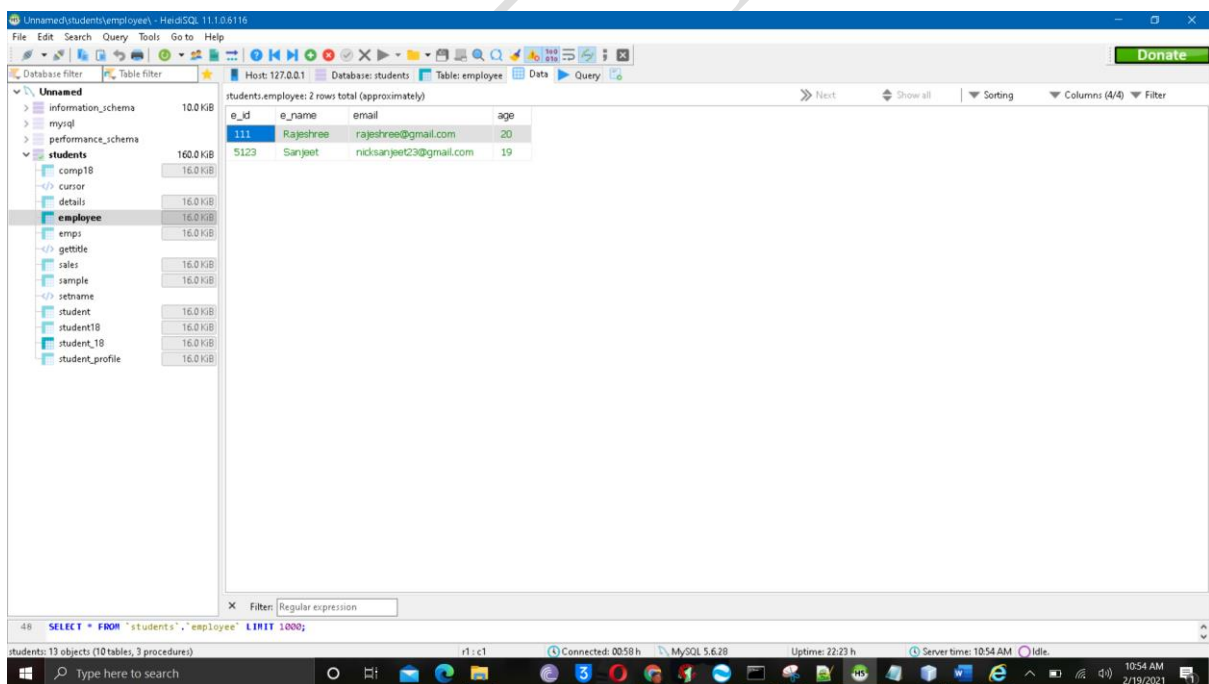 Unnamed\students\employee\ - HeidiSQL 11.1.0.6116
File Edit Search Query Tools Go to Help
Donate
Database filter Table filter Host: 127.0.0.1 Database: students Table: employee Data Query
Unnamed
information_schema 10.0 KiB
mysql
performance_schema
students 160.0 KiB
comp18 16.0 KiB
cursor
details 16.0 KiB
employee 16.0 KiB
emps 16.0 KiB
gettitle
sales 16.0 KiB
sample 16.0 KiB
setname
student 16.0 KiB
student18 16.0 KiB
student_18 16.0 KiB
student_profile 16.0 KiB
students.employee: 2 rows total (approximately) Next Show all Sorting Columns (4/4) Filter
e_id e_name email age
111 Rajeshree rajeshree@gmail.com 20
5123 Sanjeet nicksanjeet23@gmail.com 19
Filter: Regular expression
46 SELECT * FROM `students`.`employee` LIMIT 1000;
students: 13 objects (10 tables, 3 procedures) r1 : c1 Connected: 00:58 h MySQL 5.6.28 Uptime: 22:23 h Server time: 10:54 AM Idle.
Type here to search
10:54 AM
2/19/2021